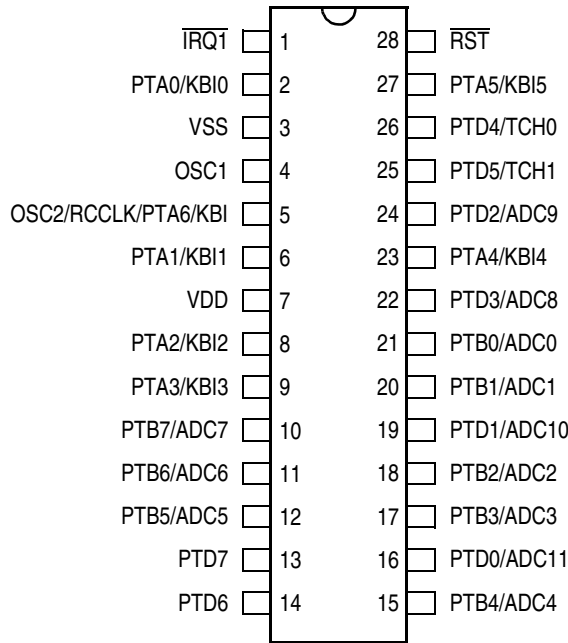 IRQ1 1 28 RST
PTA0/KBI0 2 27 PTA5/KBI5
VSS 3 26 PTD4/TCH0
OSC1 4 25 PTD5/TCH1
OSC2/RCCLK/PTA6/KBI 5 24 PTD2/ADC9
PTA1/KBI1 6 23 PTA4/KBI4
VDD 7 22 PTD3/ADC8
PTA2/KBI2 8 21 PTB0/ADC0
PTA3/KBI3 9 20 PTB1/ADC1
PTB7/ADC7 10 19 PTD1/ADC10
PTB6/ADC6 11 18 PTB2/ADC2
PTB5/ADC5 12 17 PTB3/ADC3
PTD7 13 16 PTD0/ADC11
PTD6 14 15 PTB4/ADC4